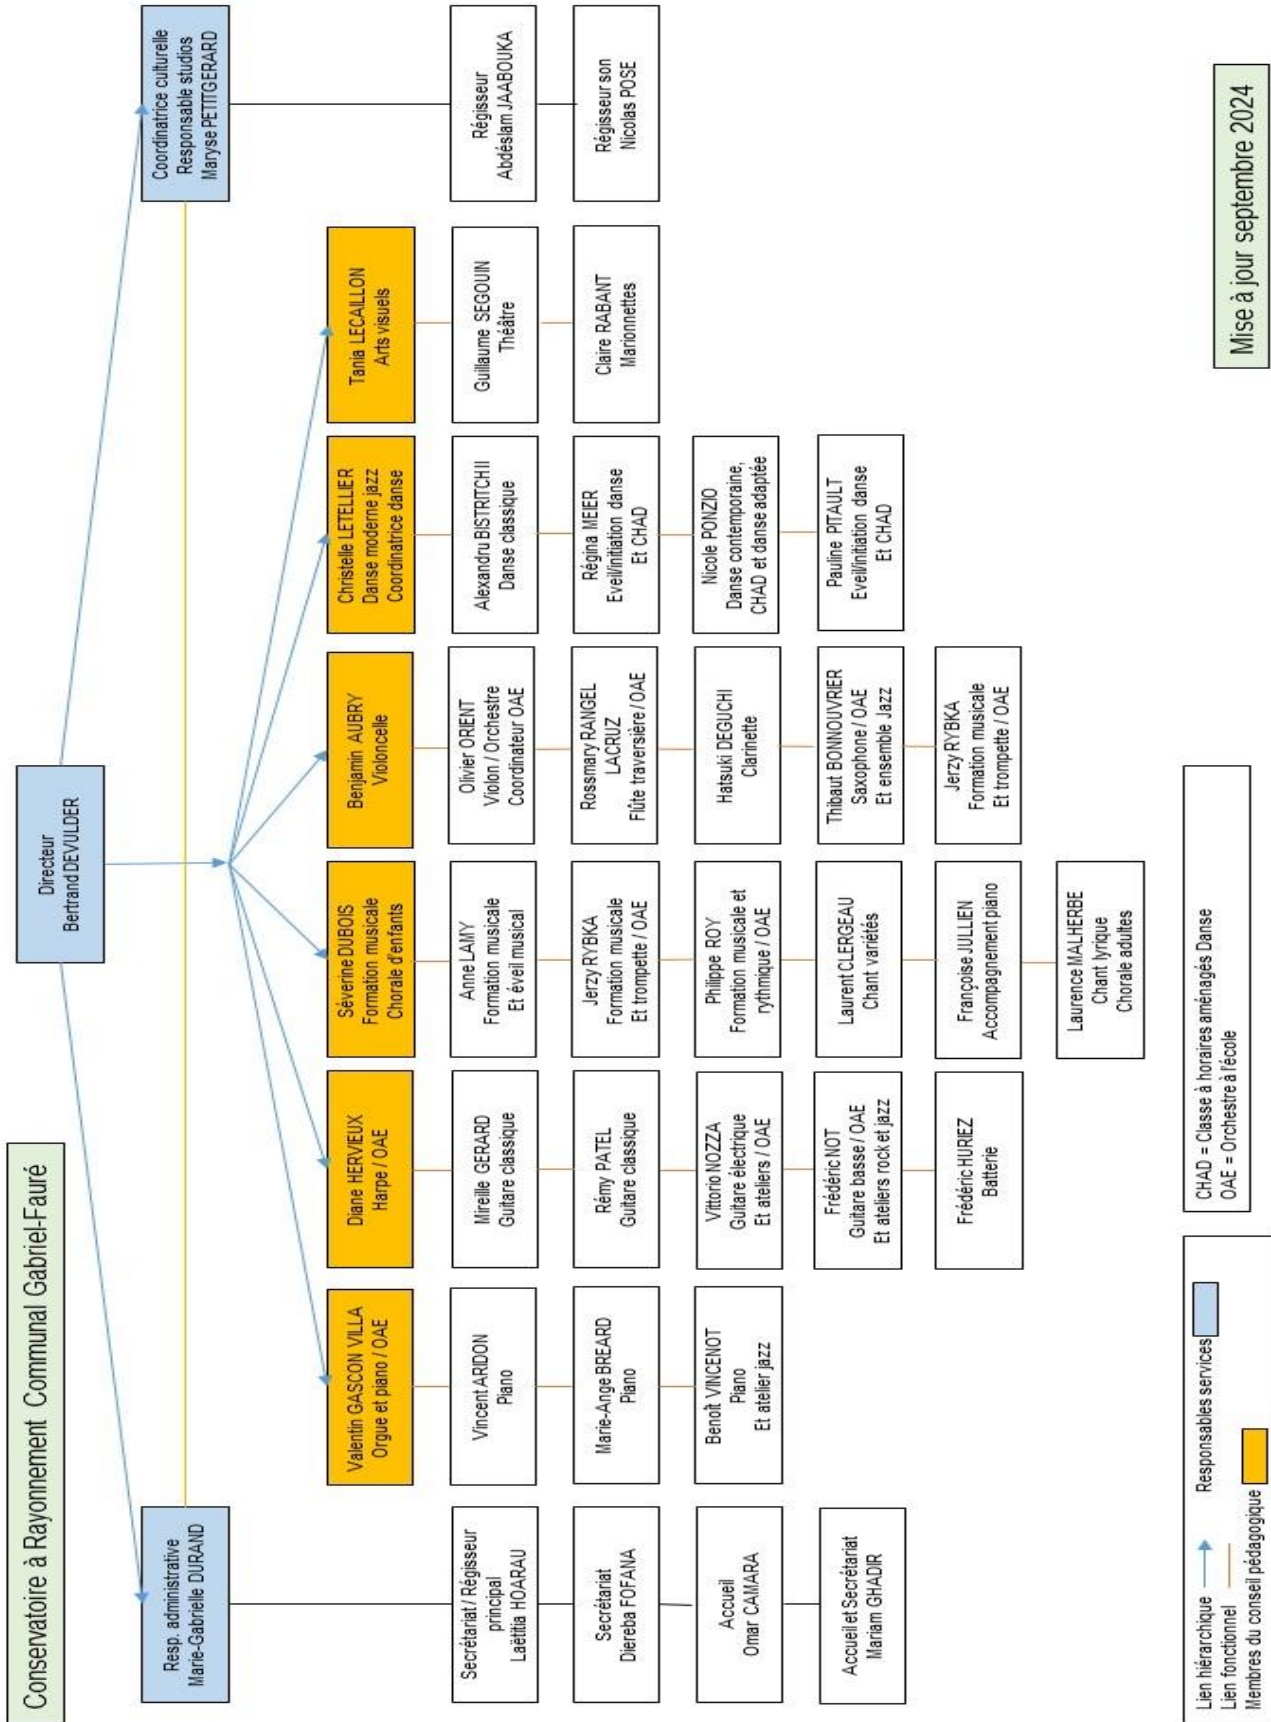 Conservatoire à Rayonnement Communal Gabriel-Fauré
Directeur
Bertrand DEVULDER
Resp. administrative
Marie-Gabrielle DURAND
Coordinatrice culturelle
Responsable studios
Maryse PETITGERARD
Secrétariat / Régisseur
principal
Laëtitia HOARAU
Secrétariat
Diereba FOFANA
Accueil
Omar CAMARA
Accueil et Secrétariat
Mariam GHADIR
Valentin GASCON VILLA
Orgue et piano / OAE
Vincent ARIDON
Piano
Marie-Ange BREARD
Piano
Benoît VINCENOT
Piano
Et atelier jazz
Diane HERVIEUX
Harpe / OAE
Mireille GERARD
Guitare classique
Rémy PATEL
Guitare classique
Vittorio NOZZA
Guitare électrique
Et ateliers / OAE
Frédéric NOT
Guitare basse / OAE
Et ateliers rock et jazz
Frédéric HURIEZ
Batterie
Séverine DUBOIS
Formation musicale
Chorale d'enfants
Anne LAMY
Formation musicale
Et éveil musical
Jerzy RYBKA
Formation musicale
Et trompette / OAE
Philippe ROY
Formation musicale et
rythmique / OAE
Laurent CLERGEAU
Chant variétés
Françoise JULLIEN
Accompagnement piano
Laurence MALHERBE
Chant lyrique
Chorale adultes
Benjamin AUBRY
Violoncelle
Olivier ORIENT
Violon / Orchestre
Coordinateur OAE
Rossmary RANGEL
LACRUZ
Flûte traversière / OAE
Hatsuki DEGUCHI
Clarinette
Thibaut BONNOUVRIER
Saxophone / OAE
Et ensemble Jazz
Jerzy RYBKA
Formation musicale
Et trompette / OAE
Christelle LETELLIER
Danse moderne jazz
Coordinatrice danse
Alexandru BISTRITCHII
Danse classique
Régina MEIER
Eveil/initiation danse
Et CHAD
Nicole PONZIO
Danse contemporaine,
CHAD et danse adaptée
Pauline PITAULT
Eveil/initiation danse
Et CHAD
Tania LECAILLON
Arts visuels
Guillaume SEGOUIN
Théâtre
Claire RABANT
Marionnettes
Régisseur
Abdéslam JAABOUKA
Régisseur son
Nicolas POSE
Lien hiérarchique
Responsables services
Lien fonctionnel
Membres du conseil pédagogique
CHAD = Classe à horaires aménagés Danse
OAE = Orchestre à l'école
Mise à jour septembre 2024